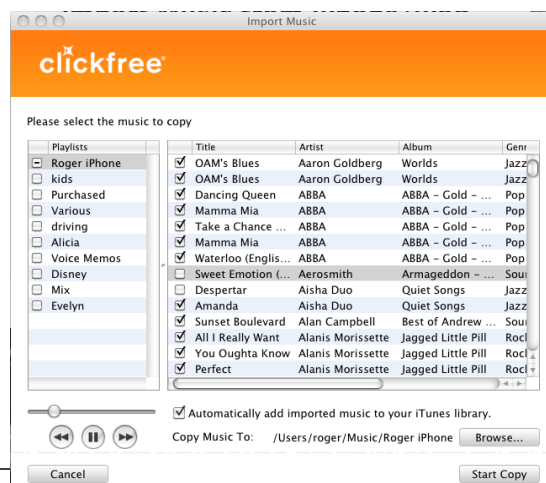 Import Music
clickfree
Please select the music to copy
Playlists Title Artist Album Genr
Roger iPhone OAM's Blues Aaron Goldberg Worlds Jazz
kids OAM's Blues Aaron Goldberg Worlds Jazz
Purchased Dancing Queen ABBA ABBA – Gold – ... Pop
Various Mamma Mia ABBA ABBA – Gold – ... Pop
driving Take a Chance ... ABBA ABBA – Gold – ... Pop
Alicia Mamma Mia ABBA ABBA – Gold – ... Pop
Voice Memos Waterloo (Englis... ABBA ABBA – Gold – ... Pop
Disney Sweet Emotion (... Aerosmith Armageddon – ... Soun
Mix Despertar Aisha Duo Quiet Songs Jazz
Evelyn Amanda Aisha Duo Quiet Songs Jazz
Sunset Boulevard Alan Campbell Best of Andrew ... Soun
All I Really Want Alanis Morissette Jagged Little Pill Rock
You Oughta Know Alanis Morissette Jagged Little Pill Rock
Perfect Alanis Morissette Jagged Little Pill Rock
Automatically add imported music to your iTunes library.
Copy Music To: /Users/roger/Music/Roger iPhone Browse...
Cancel Start Copy